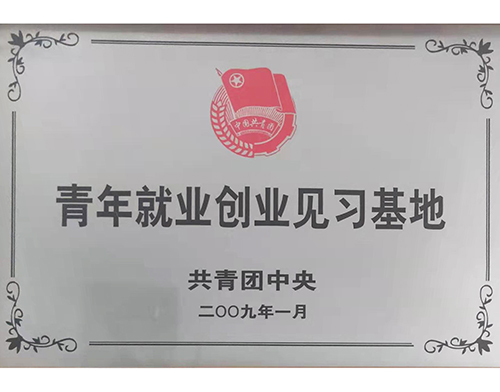 中国共青团
青年就业创业见习基地
共青团中央
二〇〇九年一月